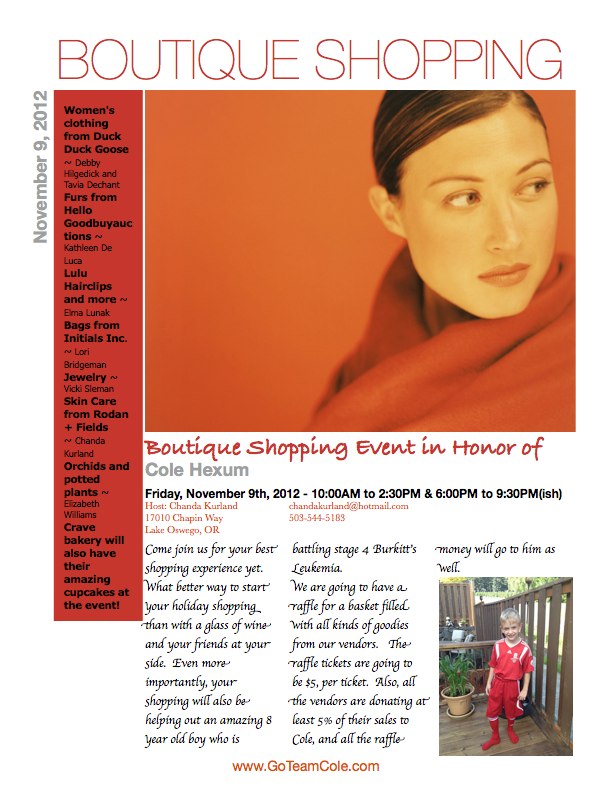 BOUTIQUE SHOPPING
November 9, 2012
Women's
clothing
from Duck
Duck Goose
~ Debby
Hilgedick and
Tavia Dechant
Furs from
Hello
Goodbuyauc
tions ~
Kathleen De
Luca
Lulu
Hairclips
and more ~
Elma Lunak
Bags from
Initials Inc.
~ Lori
Bridgeman
Jewelry ~
Vicki Sleman
Skin Care
from Rodan
+ Fields
~ Chanda
Kurland
Orchids and
potted
plants ~
Elizabeth
Williams
Crave
bakery will
also have
their
amazing
cupcakes at
the event!
Boutique Shopping Event in Honor of
Cole Hexum
Friday, November 9th, 2012 - 10:00AM to 2:30PM & 6:00PM to 9:30PM(ish)
Host: Chanda Kurland
17010 Chapin Way
Lake Oswego, OR
chandakurland@hotmail.com
503-544-5183
Come join us for your best
shopping experience yet.
What better way to start
your holiday shopping
than with a glass of wine
and your friends at your
side. Even more
importantly, your
shopping will also be
helping out an amazing 8
year old boy who is
battling stage 4 Burkitt's
Leukemia.
We are going to have a
raffle for a basket filled
with all kinds of goodies
from our vendors. The
raffle tickets are going to
be $5, per ticket. Also, all
the vendors are donating at
least 5% of their sales to
Cole, and all the raffle
money will go to him as
well.
www.GoTeamCole.com